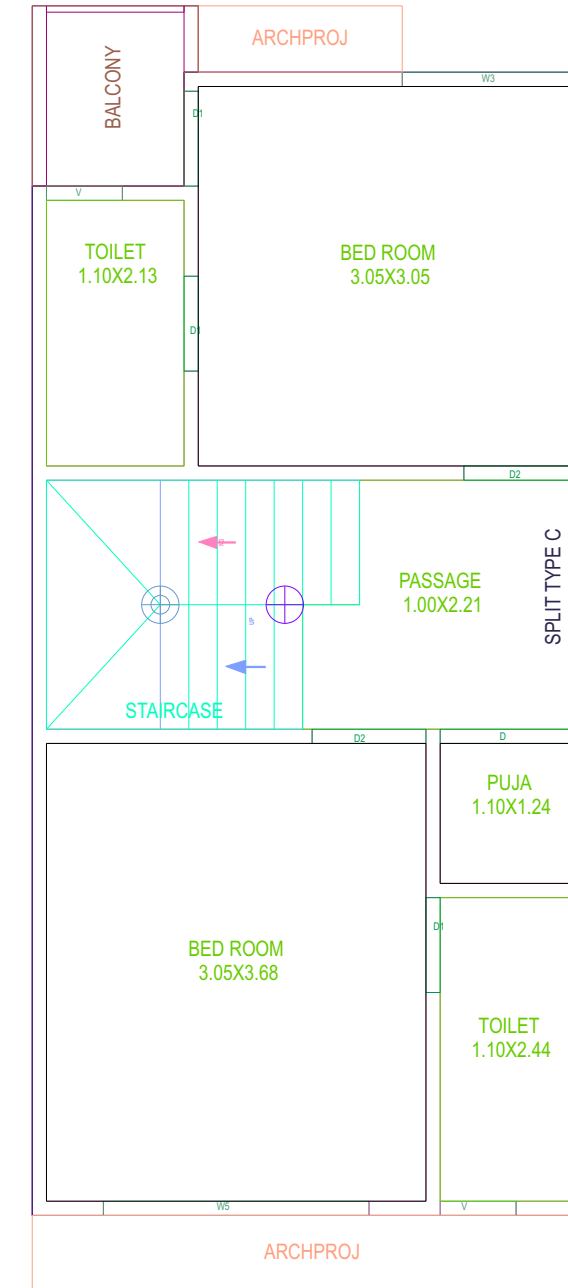 ARCHPROJ
BALCONY
W3
D1
V
TOILET
1.10X2.13
BED ROOM
3.05X3.05
D1
D2
PASSAGE
1.00X2.21
SPLIT TYPE C
UP
STAIRCASE
D2
D
PUJA
1.10X1.24
D1
BED ROOM
3.05X3.68
TOILET
1.10X2.44
W5
V
ARCHPROJ